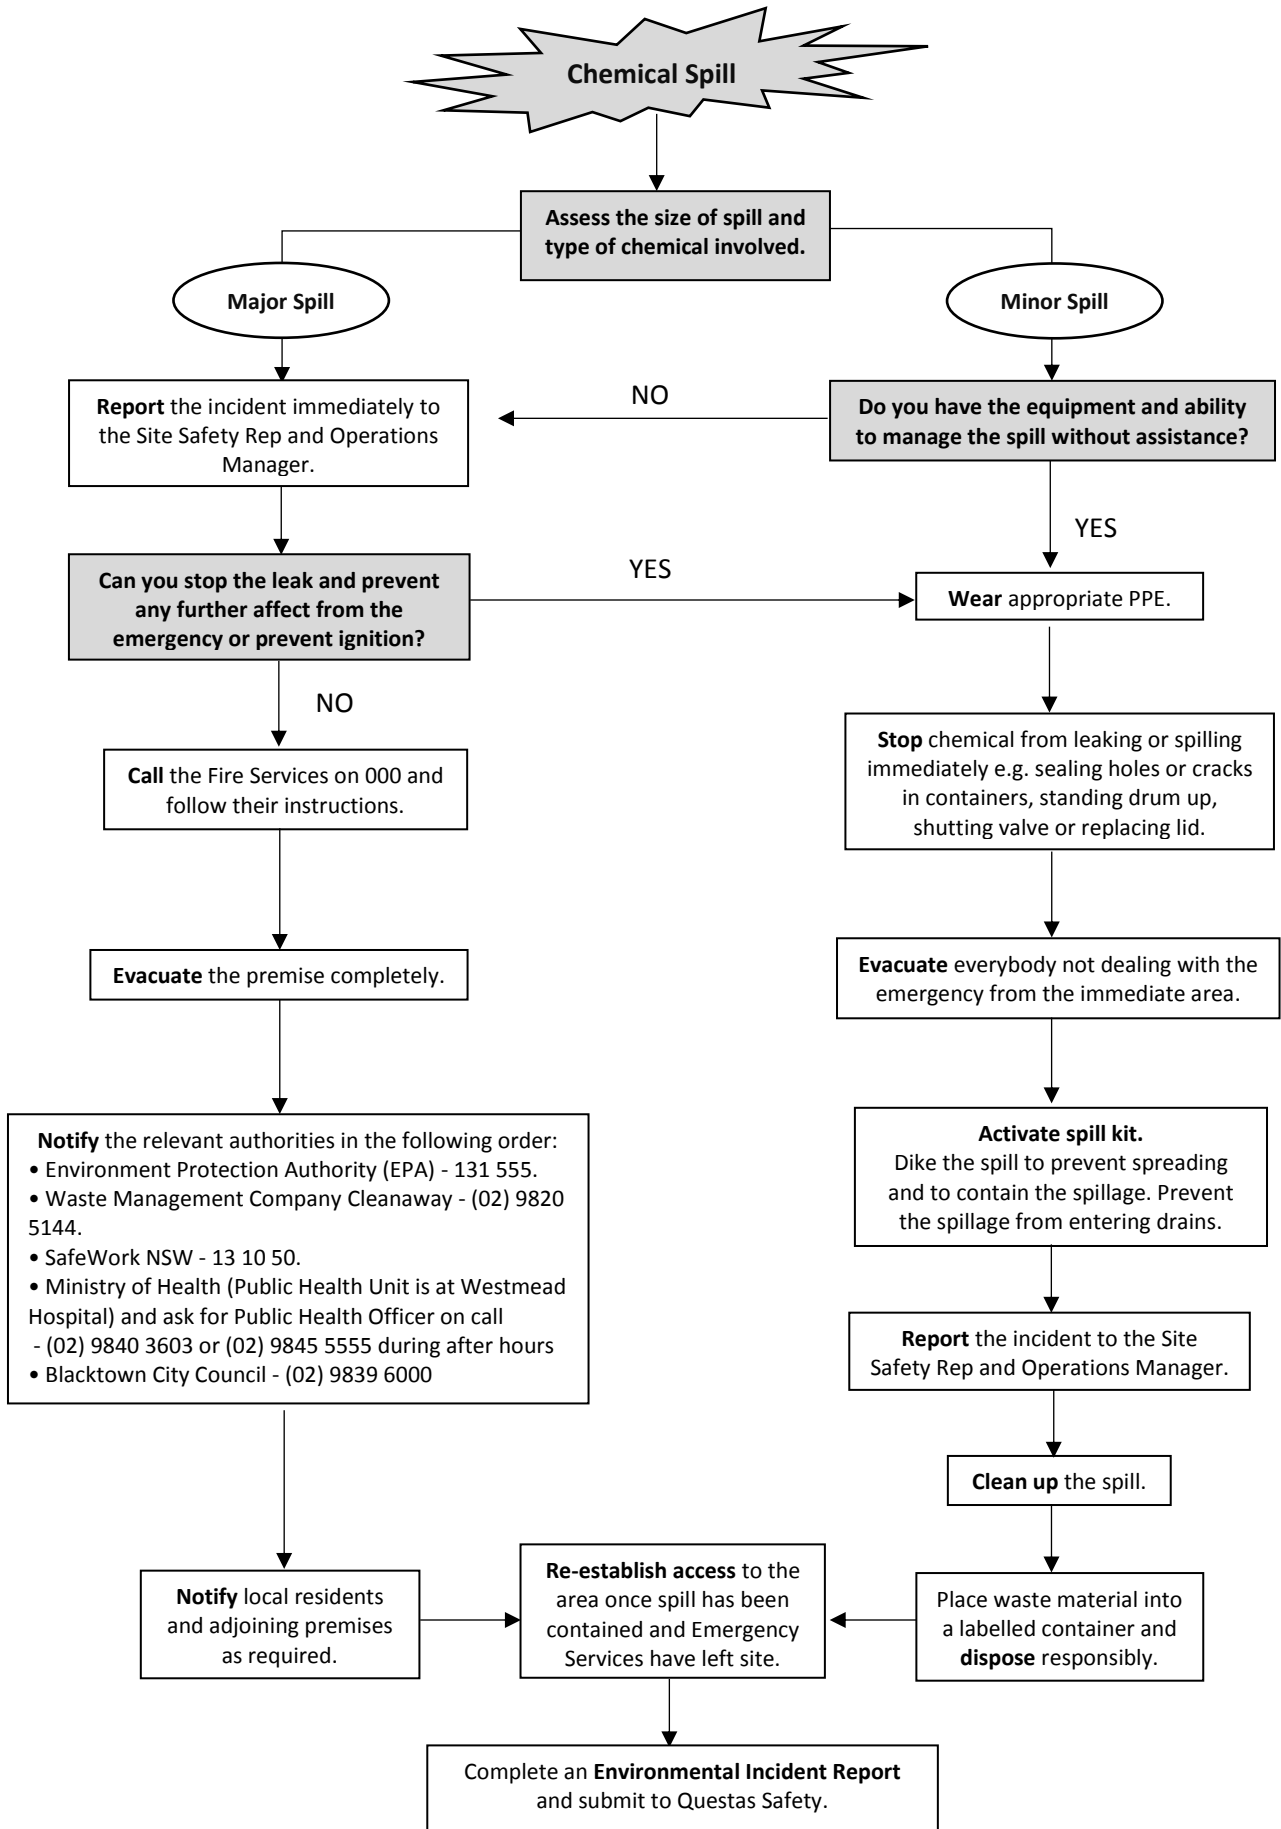 Chemical Spill
Assess the size of spill and
type of chemical involved.
Major Spill
Minor Spill
Report the incident immediately to
the Site Safety Rep and Operations
Manager.
NO
Do you have the equipment and ability
to manage the spill without assistance?
YES
Can you stop the leak and prevent
any further affect from the
emergency or prevent ignition?
YES
Wear appropriate PPE.
NO
Call the Fire Services on 000 and
follow their instructions.
Stop chemical from leaking or spilling
immediately e.g. sealing holes or cracks
in containers, standing drum up,
shutting valve or replacing lid.
Evacuate the premise completely.
Evacuate everybody not dealing with the
emergency from the immediate area.
Notify the relevant authorities in the following order:
• Environment Protection Authority (EPA) - 131 555.
• Waste Management Company Cleanaway - (02) 9820
5144.
• SafeWork NSW - 13 10 50.
• Ministry of Health (Public Health Unit is at Westmead
Hospital) and ask for Public Health Officer on call
- (02) 9840 3603 or (02) 9845 5555 during after hours
• Blacktown City Council - (02) 9839 6000
Activate spill kit.
Dike the spill to prevent spreading
and to contain the spillage. Prevent
the spillage from entering drains.
Report the incident to the Site
Safety Rep and Operations Manager.
Clean up the spill.
Notify local residents
and adjoining premises
as required.
Re-establish access to the
area once spill has been
contained and Emergency
Services have left site.
Place waste material into
a labelled container and
dispose responsibly.
Complete an Environmental Incident Report
and submit to Questas Safety.